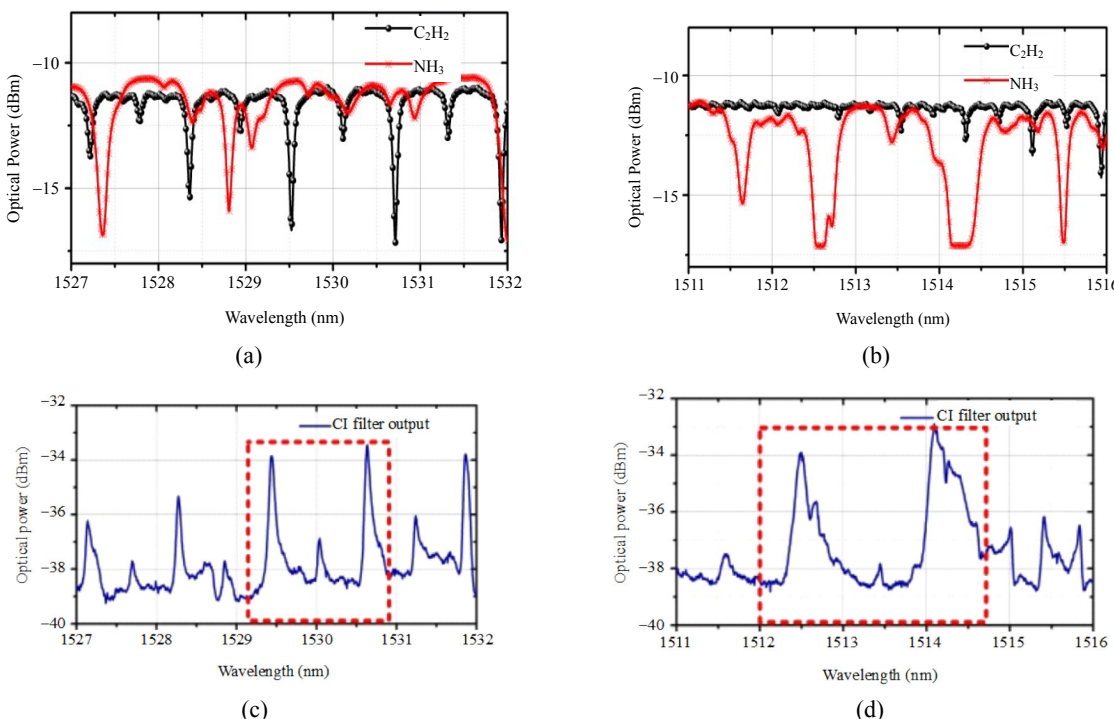 C₂H₂
NH₃
−10
−15
Optical Power (dBm)
1527 1528 1529 1530 1531 1532
Wavelength (nm)
(a)
C₂H₂
NH₃
−10
−15
Optical Power (dBm)
1511 1512 1513 1514 1515 1516
Wavelength (nm)
(b)
−32
−34
−36
−38
−40
Optical power (dBm)
CI filter output
1527 1528 1529 1530 1531 1532
Wavelength (nm)
(c)
−32
−34
−36
−38
−40
Optical power (dBm)
CI filter output
1511 1512 1513 1514 1515 1516
Wavelength (nm)
(d)